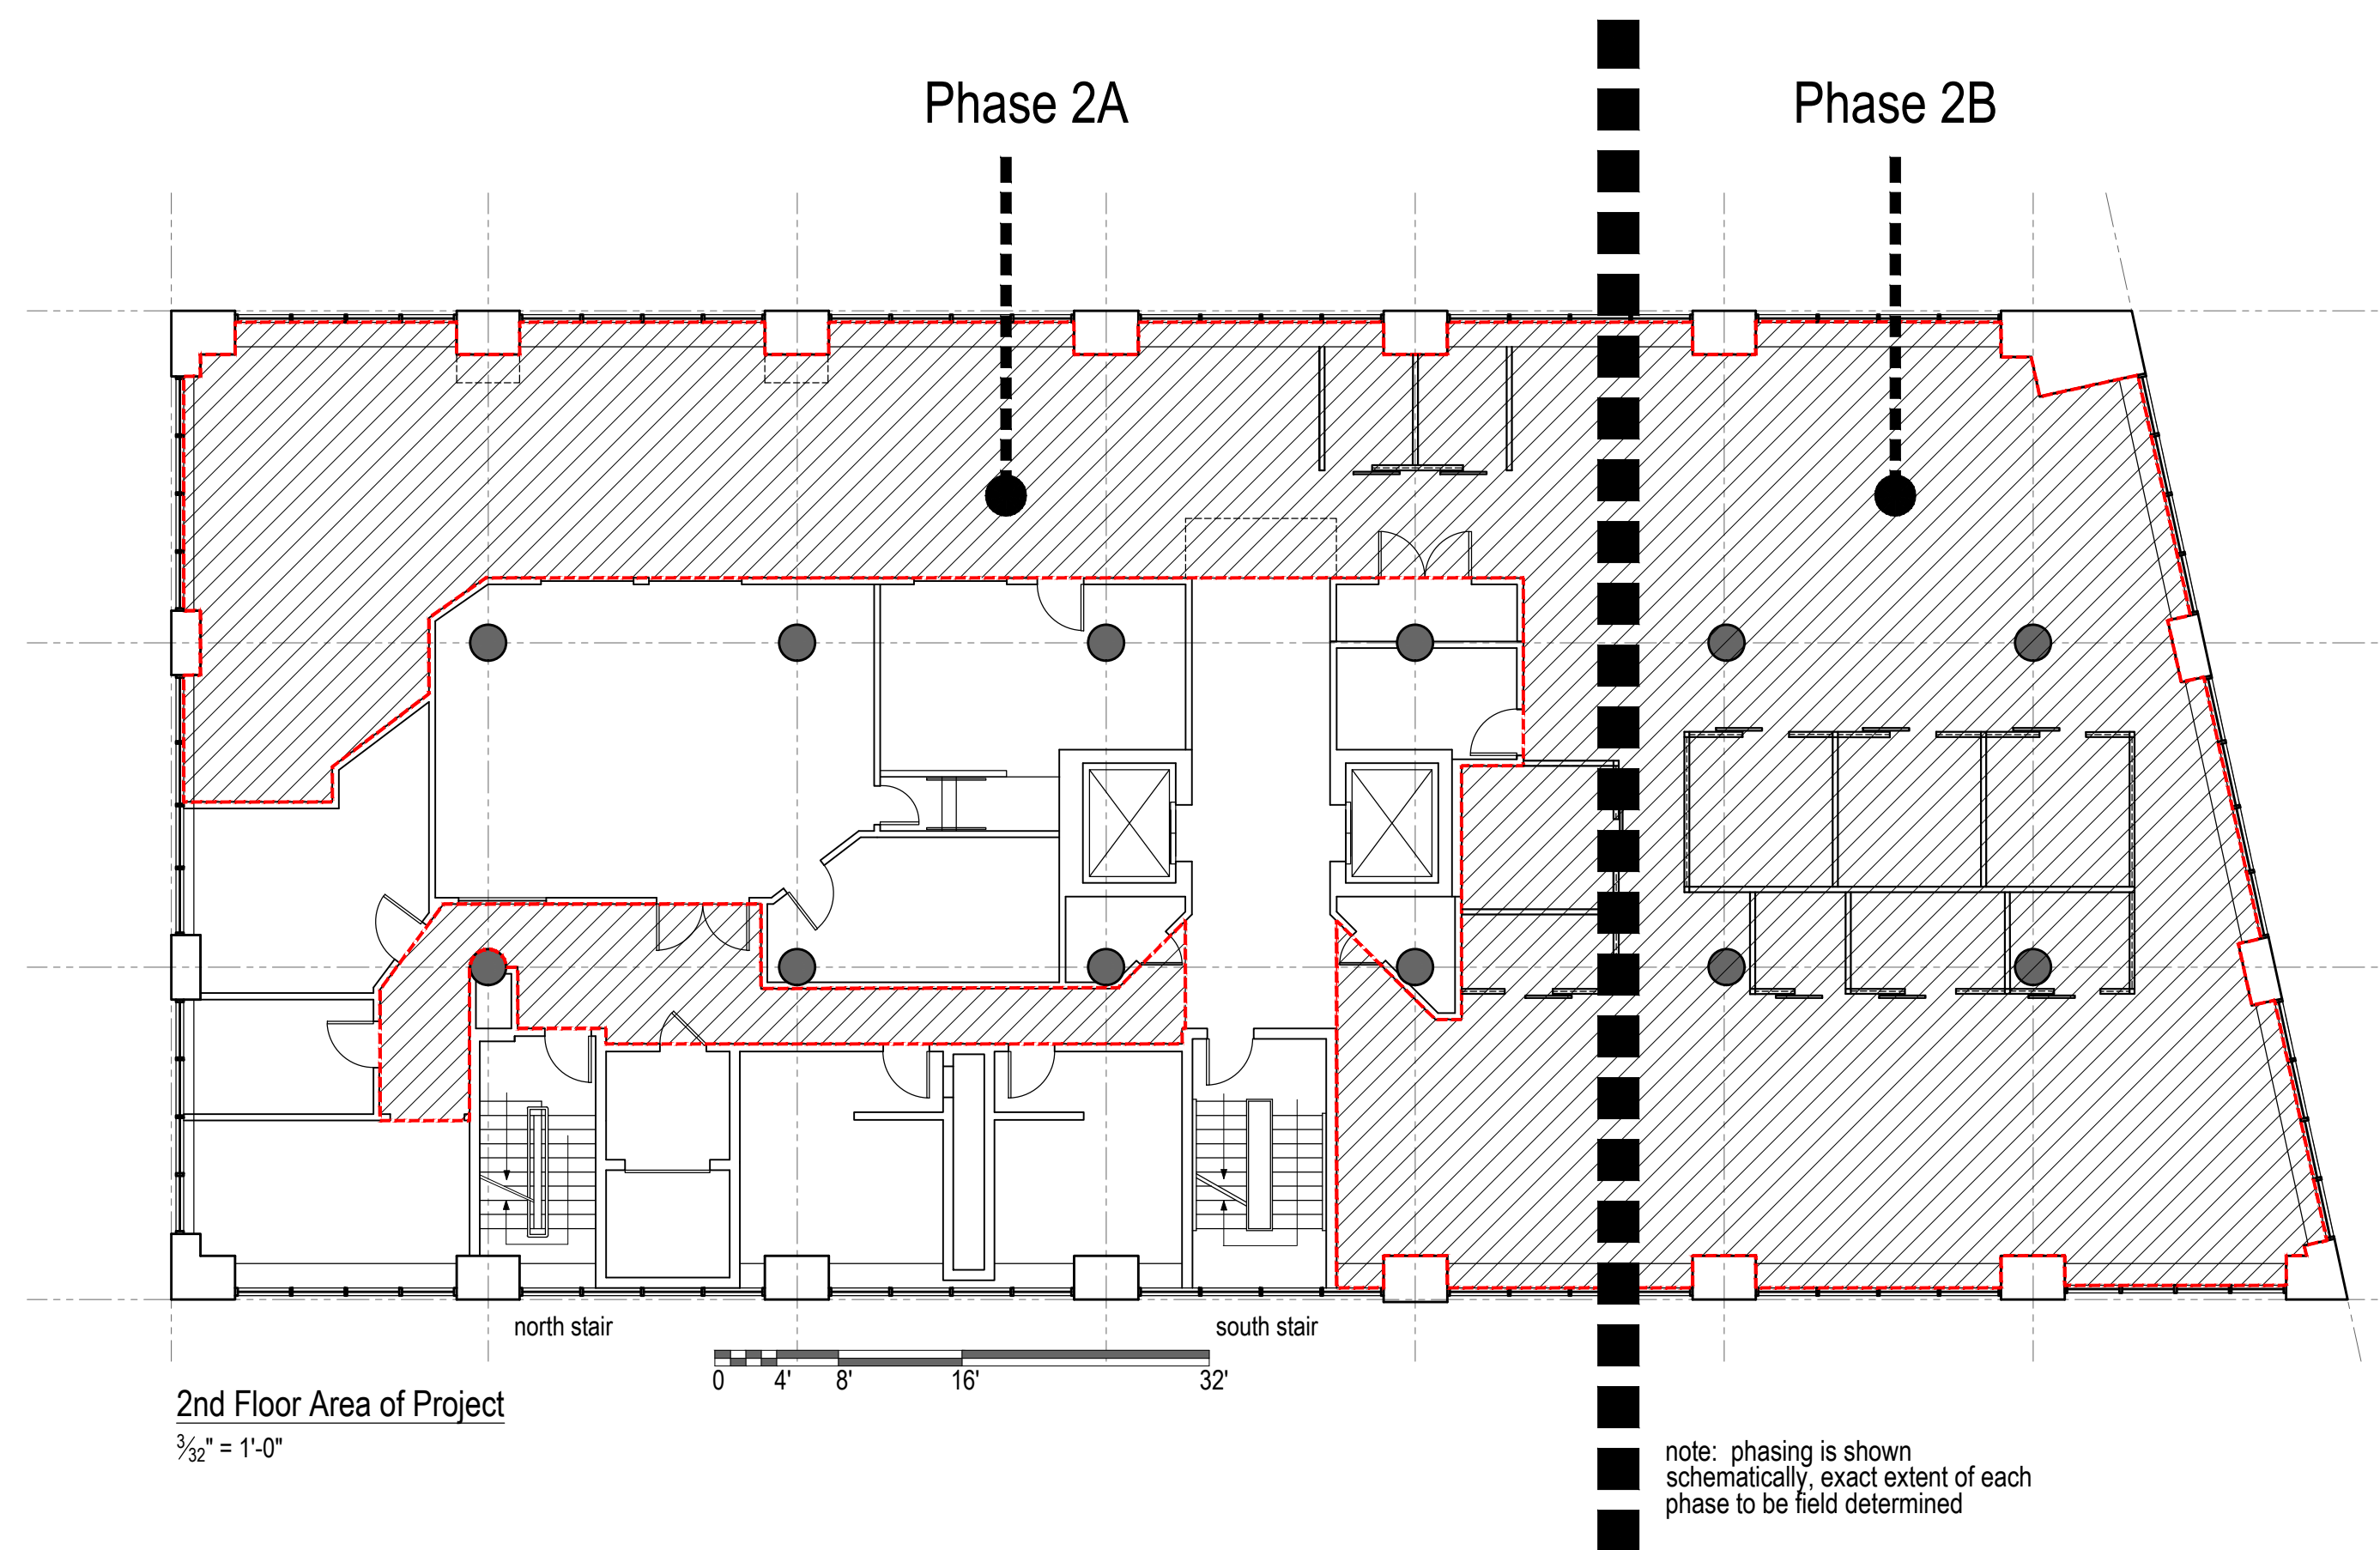 Phase 2A
Phase 2B
north stair
south stair
0 4' 8' 16' 32'
2nd Floor Area of Project
3⁄32" = 1'-0"
note: phasing is shown
schematically, exact extent of each
phase to be field determined